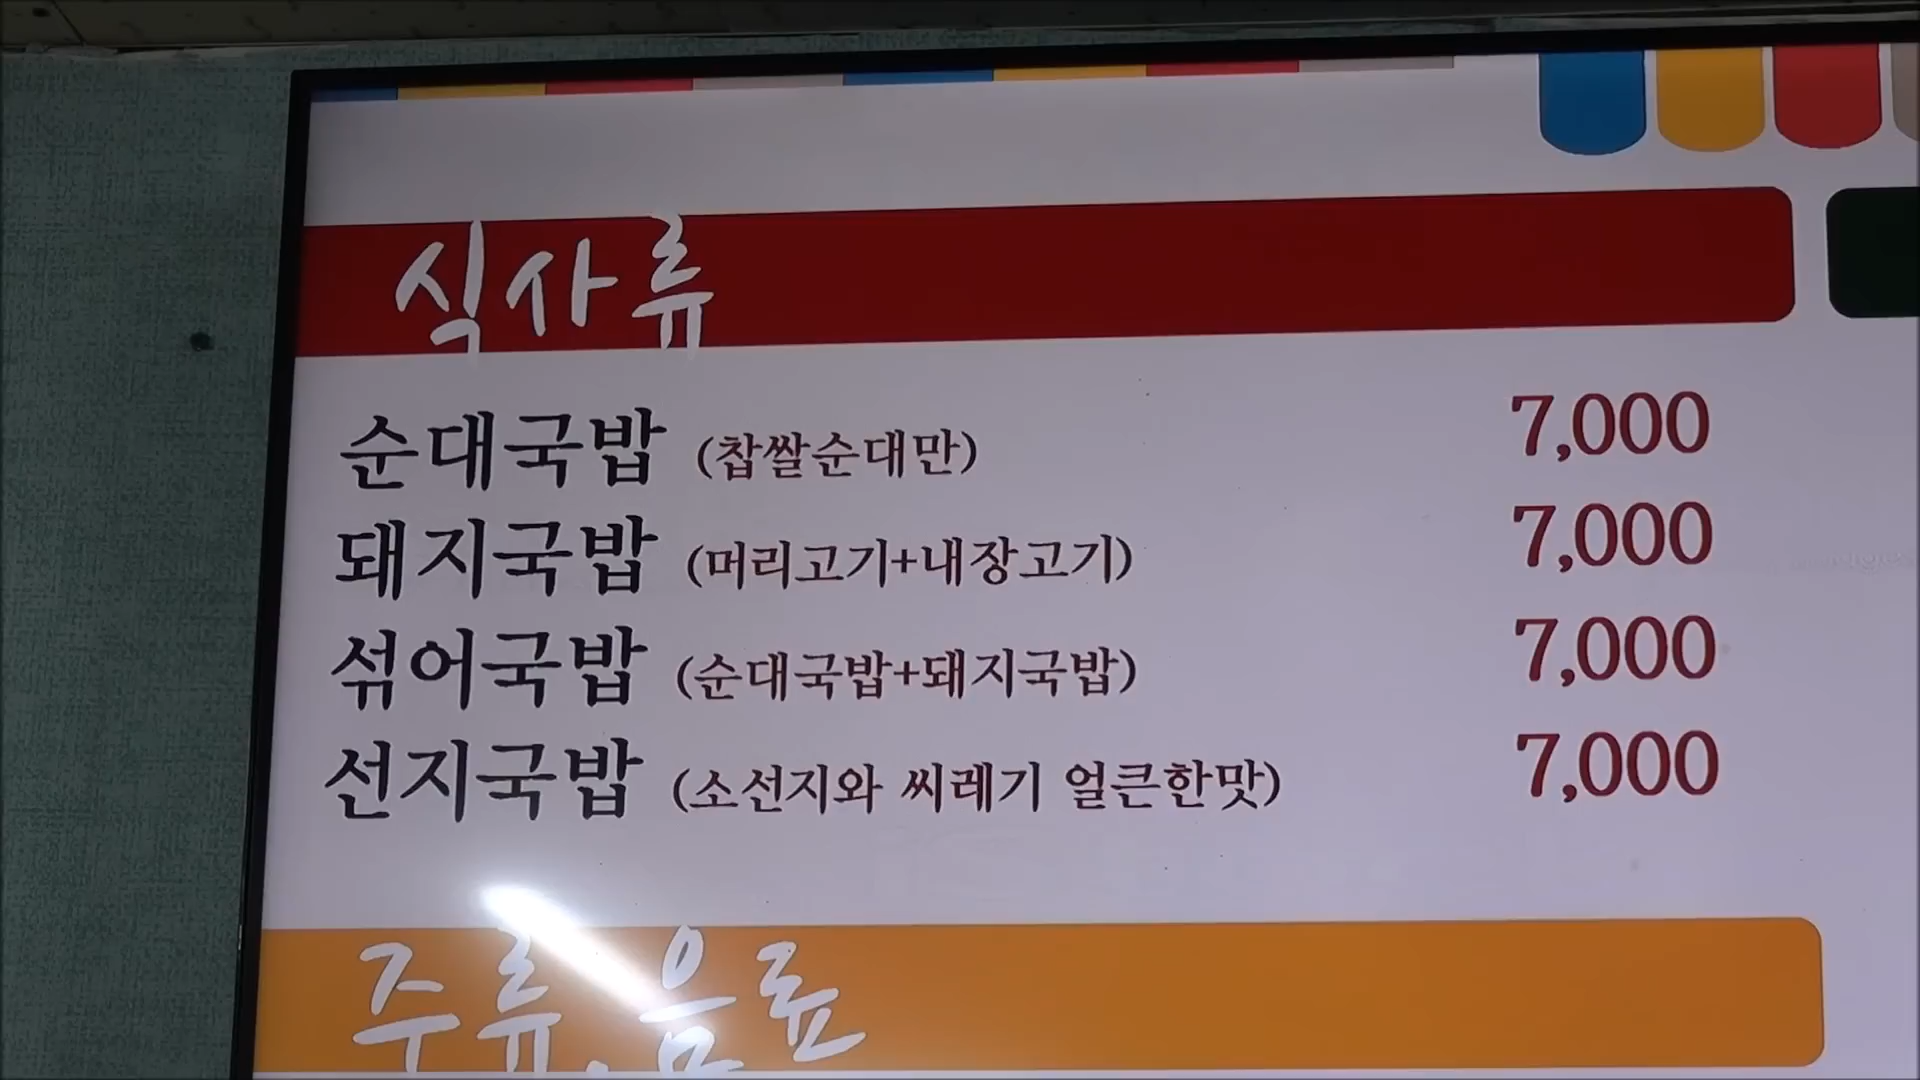 식사류
순대국밥 (찹쌀순대만) 7,000
돼지국밥 (머리고기+내장고기) 7,000
섞어국밥 (순대국밥+돼지국밥) 7,000
선지국밥 (소선지와 씨레기 얼큰한맛) 7,000
주류.음료